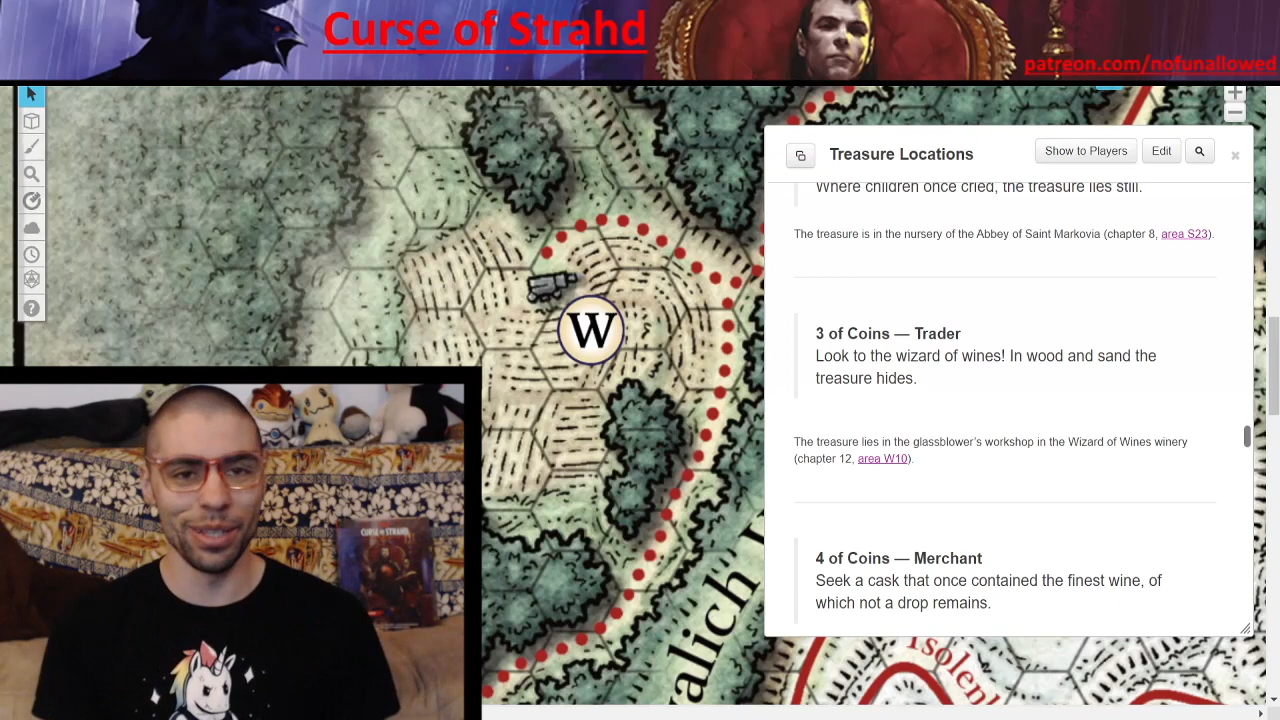 Curse of Strahd
patreon.com/nofunallowed
Treasure Locations
Show to Players
Edit
Where children once cried, the treasure lies still.
The treasure is in the nursery of the Abbey of Saint Markovia (chapter 8, area S23).
3 of Coins — Trader
Look to the wizard of wines! In wood and sand the
treasure hides.
The treasure lies in the glassblower's workshop in the Wizard of Wines winery
(chapter 12, area W10).
4 of Coins — Merchant
Seek a cask that once contained the finest wine, of
which not a drop remains.
W
CURSE OF STRAHD